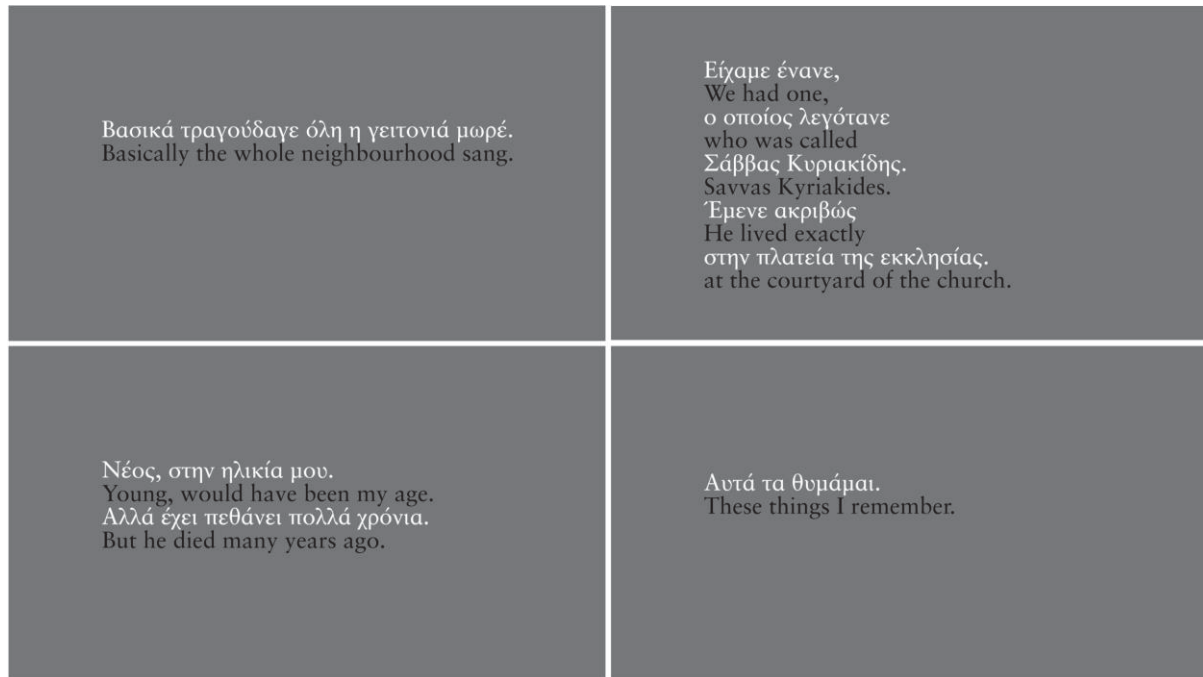 Βασικά τραγούδαγε όλη η γειτονιά μωρέ.
Basically the whole neighbourhood sang.
Είχαμε ένανε,
We had one,
ο οποίος λεγότανε
who was called
Σάββας Κυριακίδης.
Savvas Kyriakides.
Έμενε ακριβώς
He lived exactly
στην πλατεία της εκκλησίας.
at the courtyard of the church.
Νέος, στην ηλικία μου.
Young, would have been my age.
Αλλά έχει πεθάνει πολλά χρόνια.
But he died many years ago.
Αυτά τα θυμάμαι.
These things I remember.